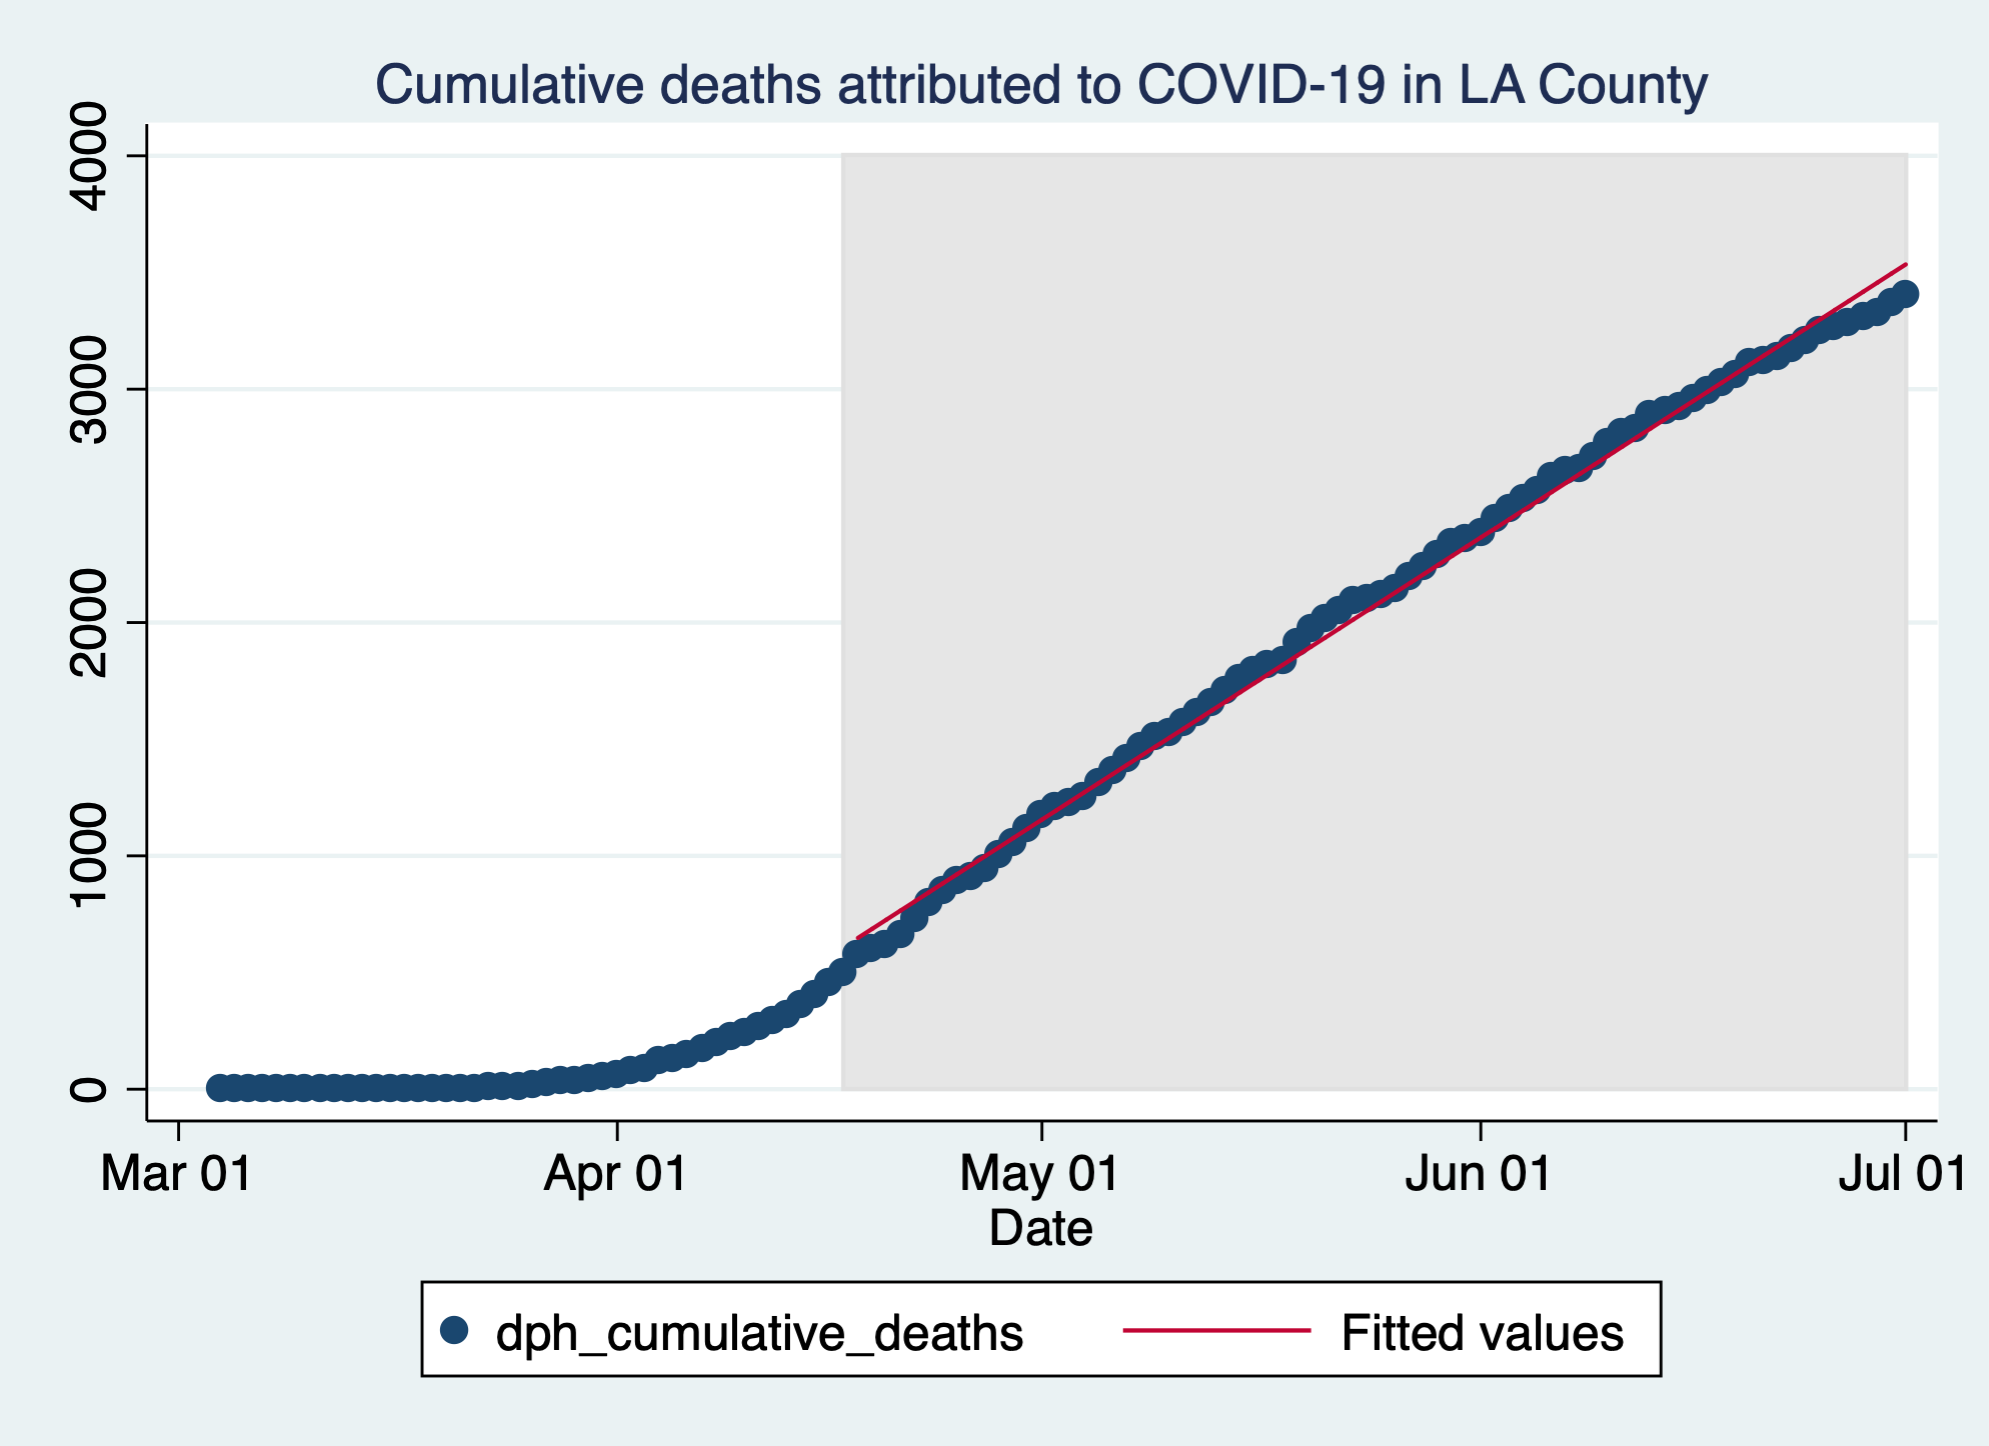 Cumulative deaths attributed to COVID-19 in LA County
4000
3000
2000
1000
0
Mar 01 Apr 01 May 01 Jun 01 Jul 01
Date
dph_cumulative_deaths Fitted values